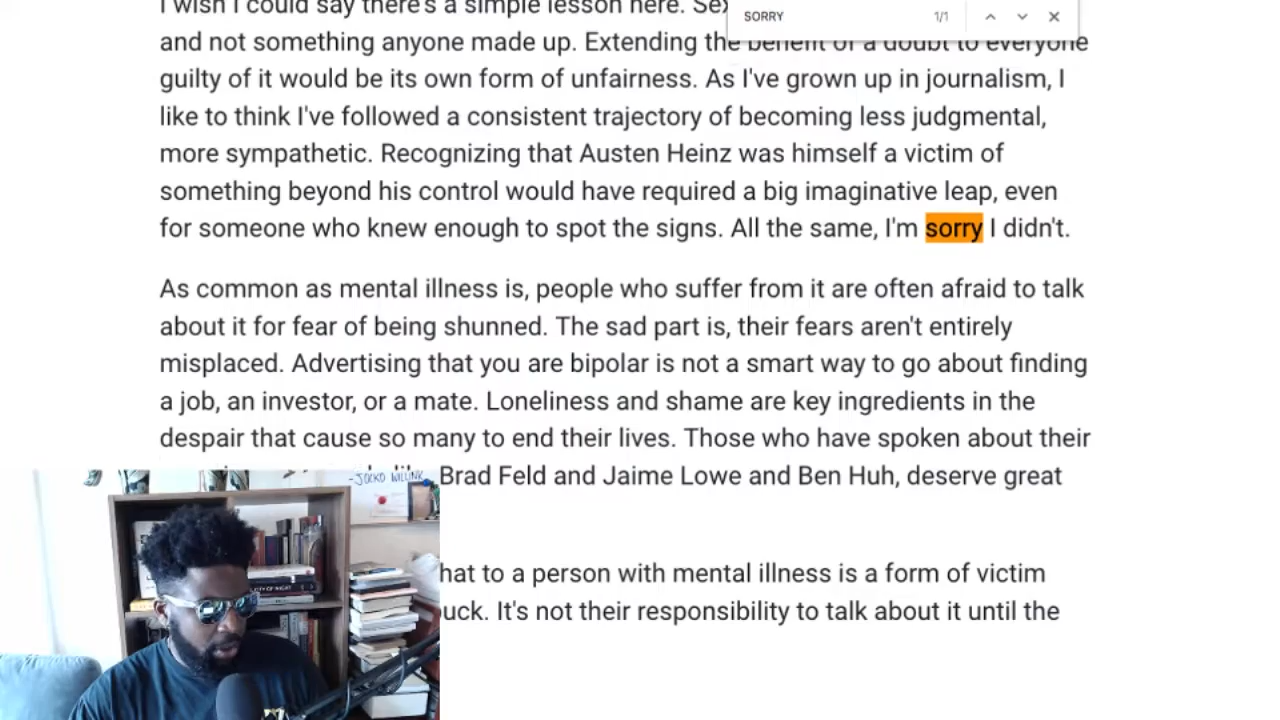 I wish I could say there's a simple lesson here.
SORRY
1/1
and not something anyone made up. Extending the benefit of a doubt to everyone
guilty of it would be its own form of unfairness. As I've grown up in journalism, I
like to think I've followed a consistent trajectory of becoming less judgmental,
more sympathetic. Recognizing that Austen Heinz was himself a victim of
something beyond his control would have required a big imaginative leap, even
for someone who knew enough to spot the signs. All the same, I'm sorry I didn't.
As common as mental illness is, people who suffer from it are often afraid to talk
about it for fear of being shunned. The sad part is, their fears aren't entirely
misplaced. Advertising that you are bipolar is not a smart way to go about finding
a job, an investor, or a mate. Loneliness and shame are key ingredients in the
despair that cause so many to end their lives. Those who have spoken about their
Brad Feld and Jaime Lowe and Ben Huh, deserve great
-JOCKO WILLINK
hat to a person with mental illness is a form of victim
uck. It's not their responsibility to talk about it until the
CITY OF NIGHT